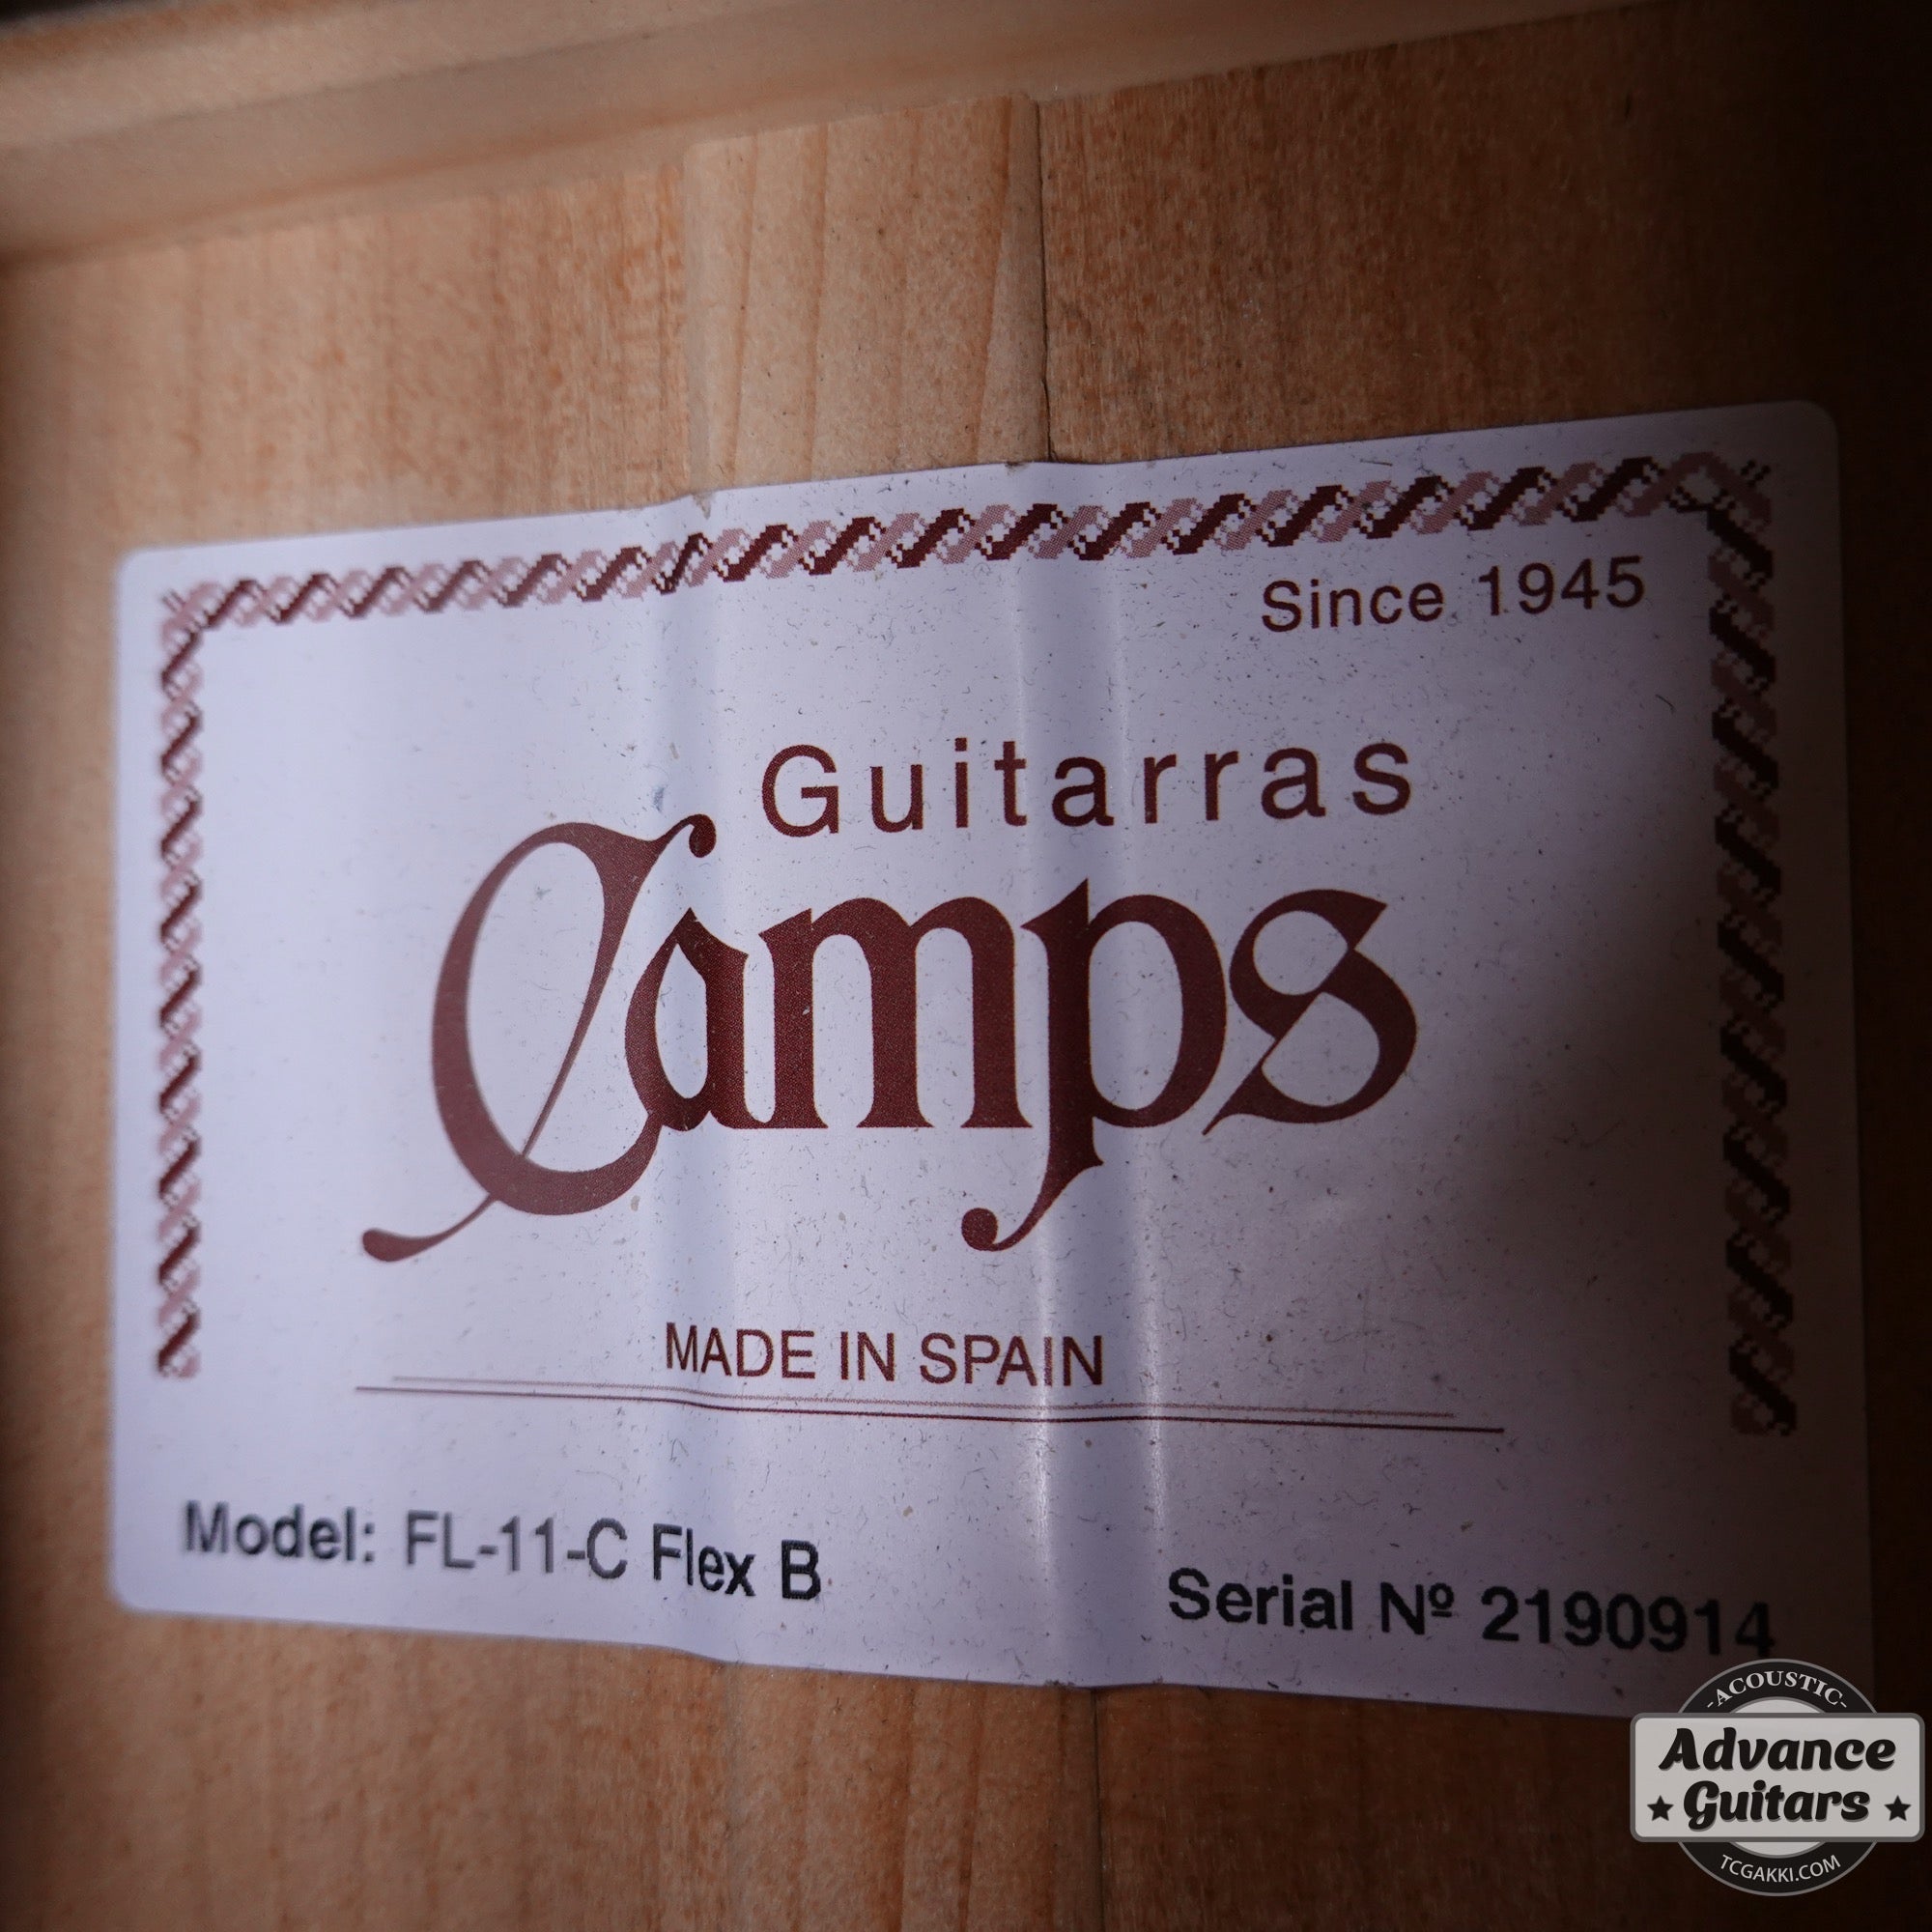 Since 1945
Guitarras
Camps
MADE IN SPAIN
Model: FL-11-C Flex B
Serial Nº 2190914
-ACOUSTIC-
Advance
Guitars
TCGAKKI.COM